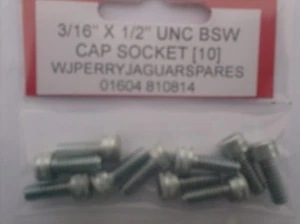 3/16" X 1/2" UNC BSW
CAP SOCKET [10]
WJPERRYJAGUARSPARES
01604 810814